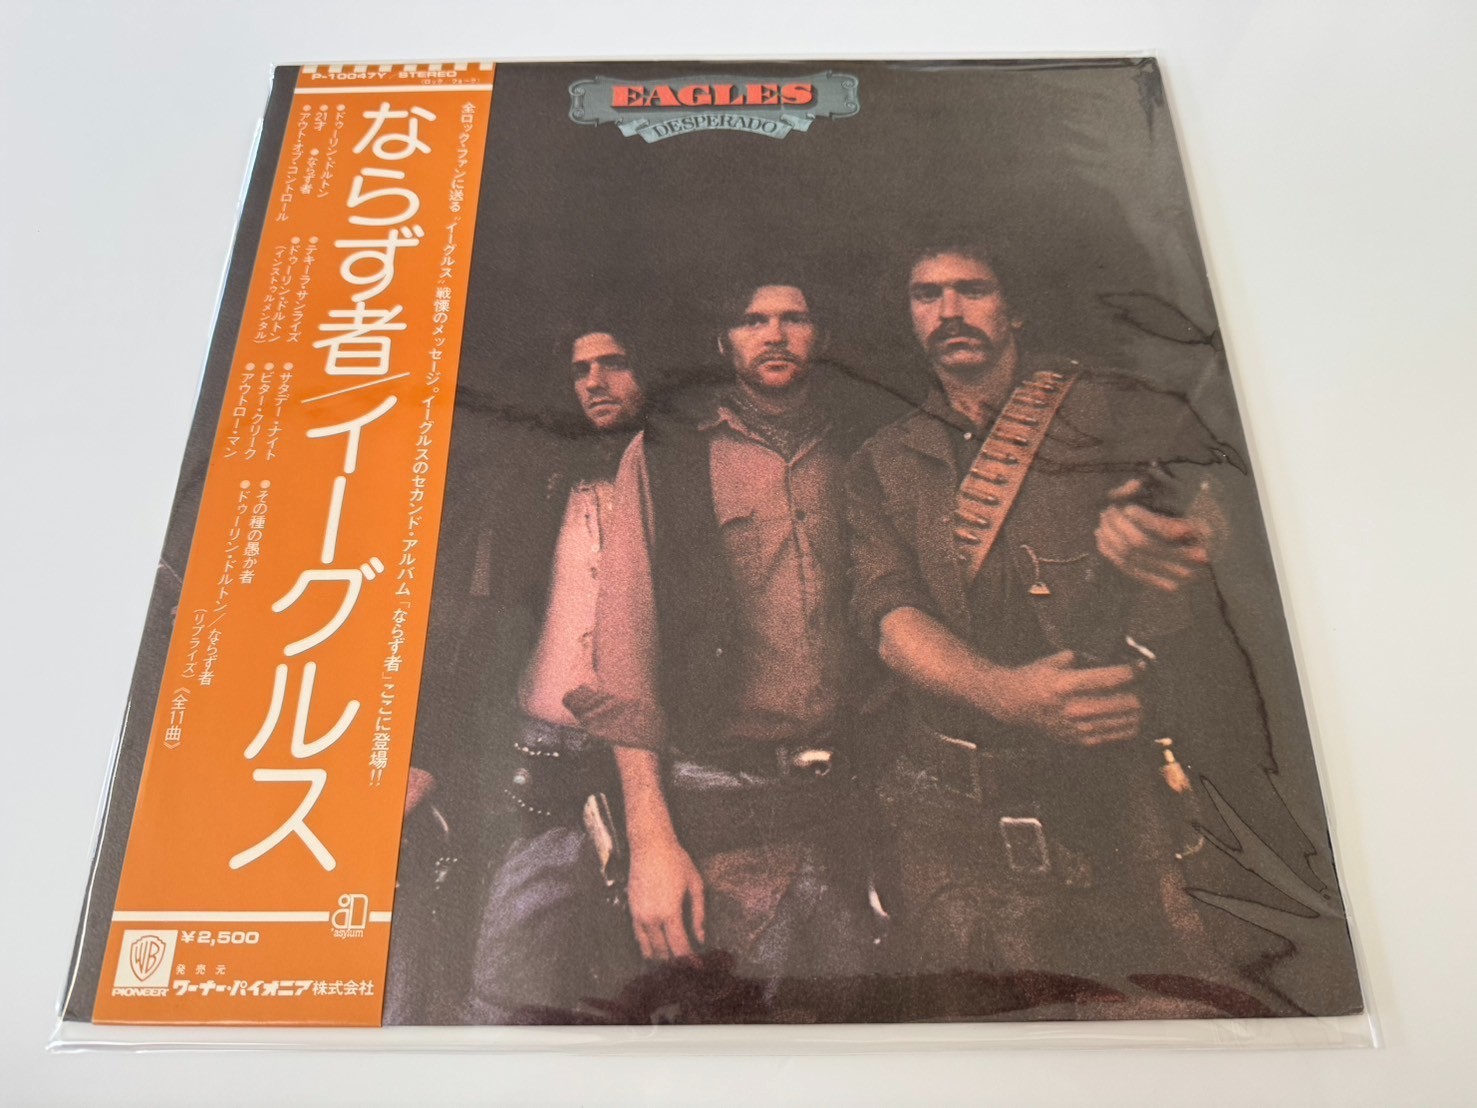 P-10047Y STEREO
(ロック・フォーク)
EAGLES
DESPERADO
全ロック・ファンに送る“イーグルス”戦慄のメッセージ。イーグルスのセカンド・アルバム「ならず者」ここに登場!!
ならず者/イーグルス
●ドゥーリン・ドルトン
●21才
●ならず者
●アウト・オブ・コントロール
●テキーラ・サンライズ
●ドゥーリン・ドルトン
(インストゥルメンタル)
●サタデー・ナイト
●ビター・クリーク
●アウトロー・マン
●その種の愚か者
●ドゥーリン・ドルトン/ならず者
(リプライズ)
《全11曲》
asylum
¥2,500
WB
PIONEER
発売元
ワーナー・パイオニア株式会社